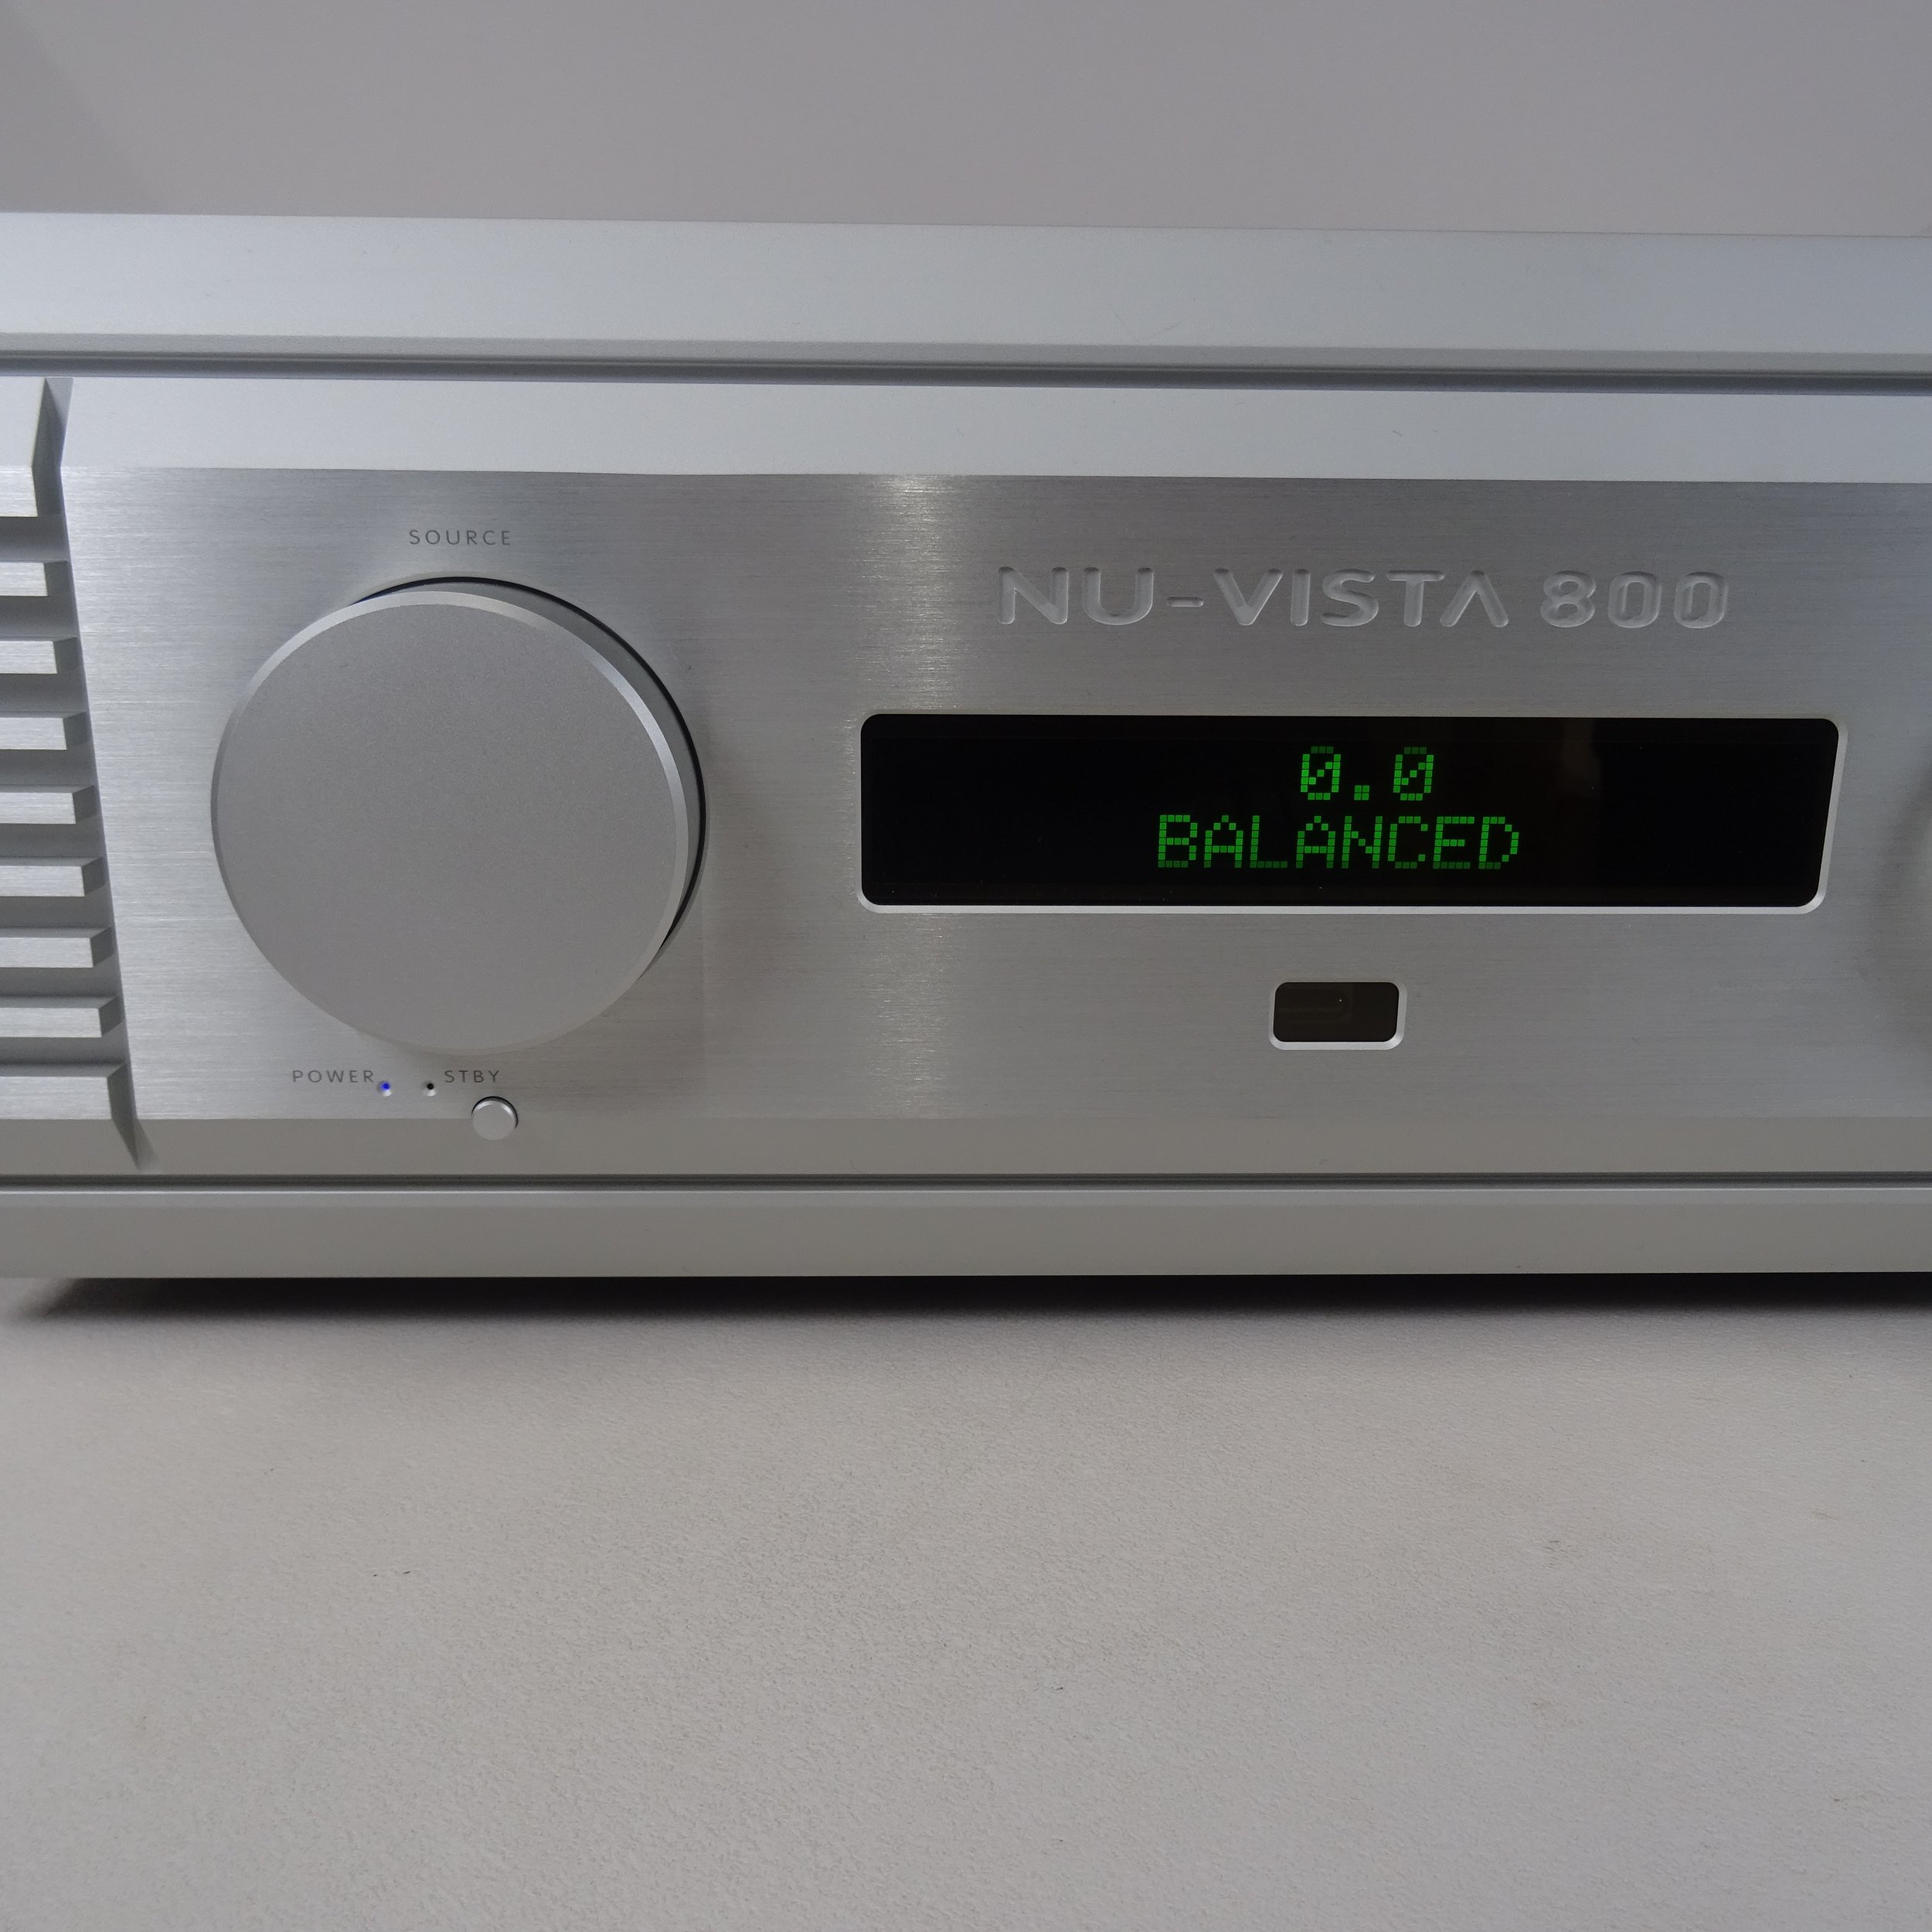 SOURCE
NU-VISTA 800
0.0
BALANCED
POWER STBY